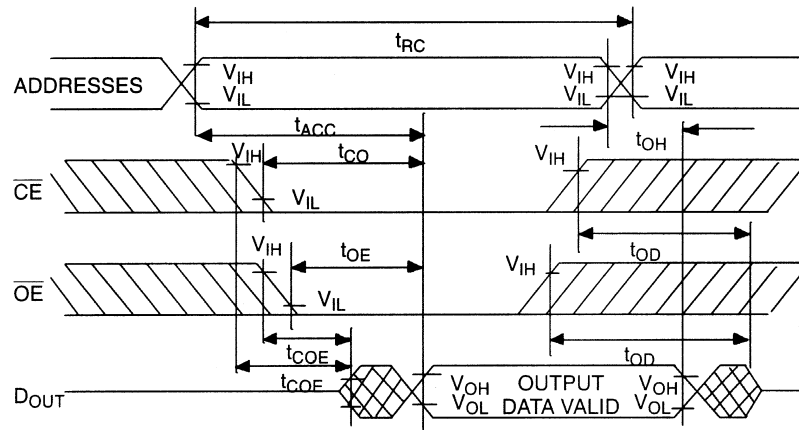 tRC
ADDRESSES
VIH
VIL
VIH
VIL
VIH
VIL
tACC
tCO
tOH
VIH
VIH
CE
VIL
tOD
tOE
VIH
VIH
OE
VIL
tCOE
tOD
tCOE
DOUT
VOH
VOL
OUTPUT
DATA VALID
VOH
VOL